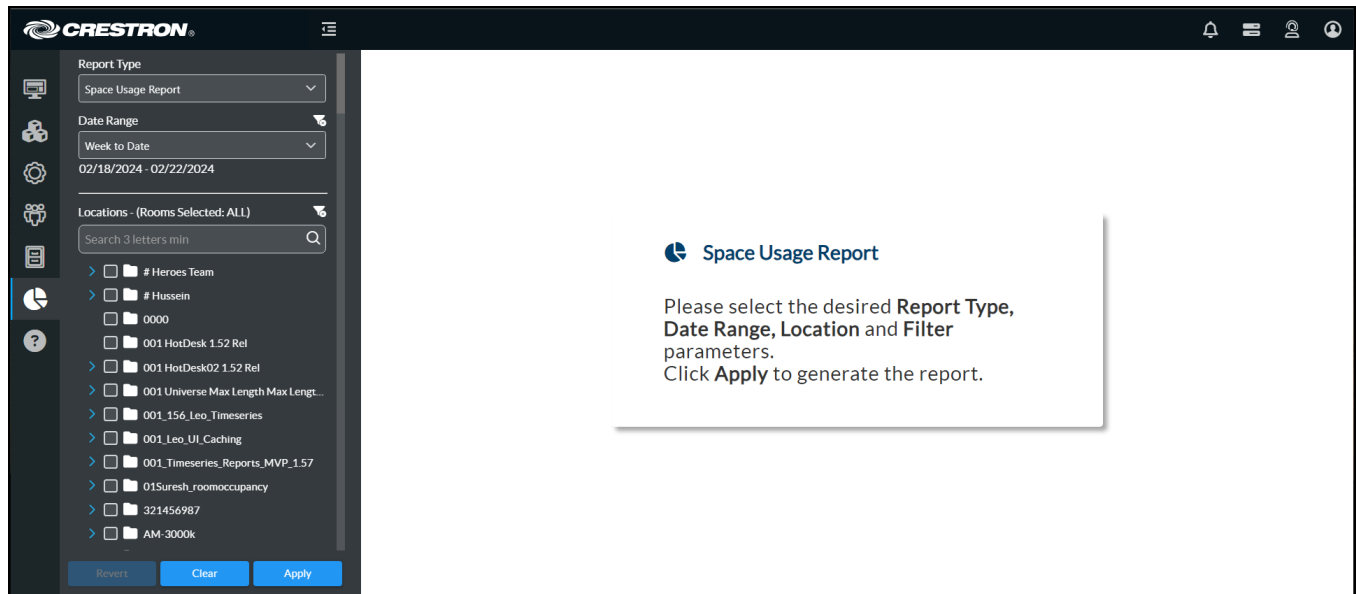 CRESTRON®
Report Type
Space Usage Report
Date Range
Week to Date
02/18/2024 - 02/22/2024
Locations - (Rooms Selected: ALL)
Search 3 letters min
# Heroes Team
# Hussein
0000
001 HotDesk 1.52 Rel
001 HotDesk02 1.52 Rel
001 Universe Max Length Max Lengt...
001_156_Leo_Timeseries
001_Leo_UI_Caching
001_Timeseries_Reports_MVP_1.57
01Suresh_roomoccupancy
321456987
AM-3000k
Revert
Clear
Apply
Space Usage Report
Please select the desired Report Type,
Date Range, Location and Filter
parameters.
Click Apply to generate the report.
?